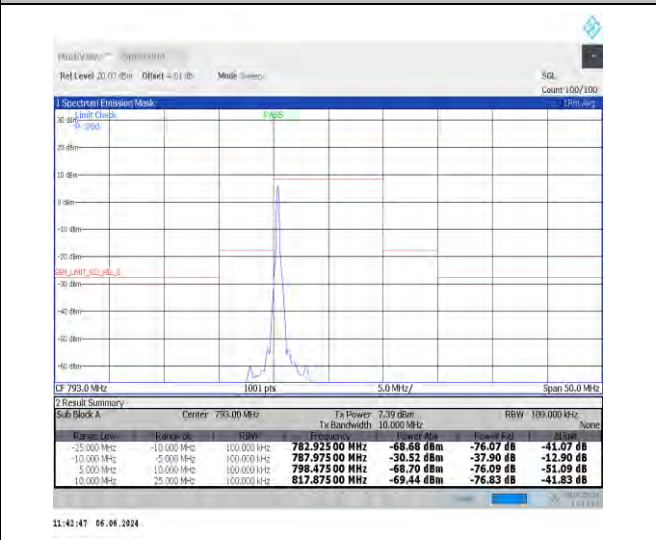 MultiView Spectrum
Ref Level 20.00 dBm Offset 4.01 dB Mode Sweep SGL
Count 100/100
1 Spectrum Emission Mask 1Rm Avg
Limit Check PASS
30 dBm
20 dBm
10 dBm
0 dBm
-10 dBm
-20 dBm
-30 dBm
-40 dBm
-50 dBm
-60 dBm
CF 793.0 MHz 1001 pts 5.0 MHz/ Span 50.0 MHz
2 Result Summary
Sub Block A Center 793.00 MHz Tx Power 7.39 dBm RBW 100.000 kHz
Tx Bandwidth 10.000 MHz None
Range Low Range Up RBW Frequency Power Abs Power Rel ΔLimit
-25.000 MHz -10.000 MHz 100.000 kHz 782.92500 MHz -68.68 dBm -76.07 dB -41.07 dB
-10.000 MHz -5.000 MHz 100.000 kHz 787.92500 MHz -30.52 dBm -37.90 dB -12.90 dB
5.000 MHz 10.000 MHz 100.000 kHz 798.47500 MHz -68.70 dBm -76.09 dB -51.09 dB
10.000 MHz 25.000 MHz 100.000 kHz 817.87500 MHz -69.44 dBm -76.83 dB -41.83 dB
11:42:47 06.06.2024